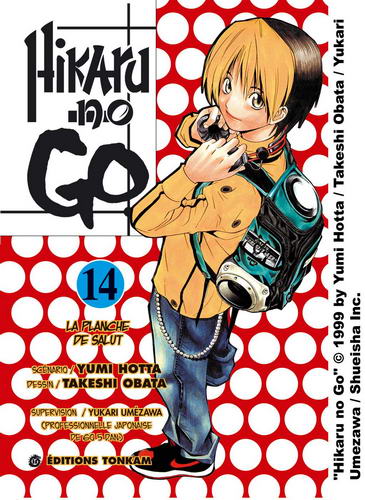 HIKARU
no
GO
14
LA PLANCHE
DE SALUT
SCÉNARIO / YUMI HOTTA
DESSIN / TAKESHI OBATA
SUPERVISION / YUKARI UMEZAWA
(PROFESSIONNELLE JAPONAISE
DE GO 5 DAN)
ÉDITIONS TONKAM
"Hikaru no Go" © 1999 by Yumi Hotta / Takeshi Obata / Yukari
Umezawa / Shueisha Inc.